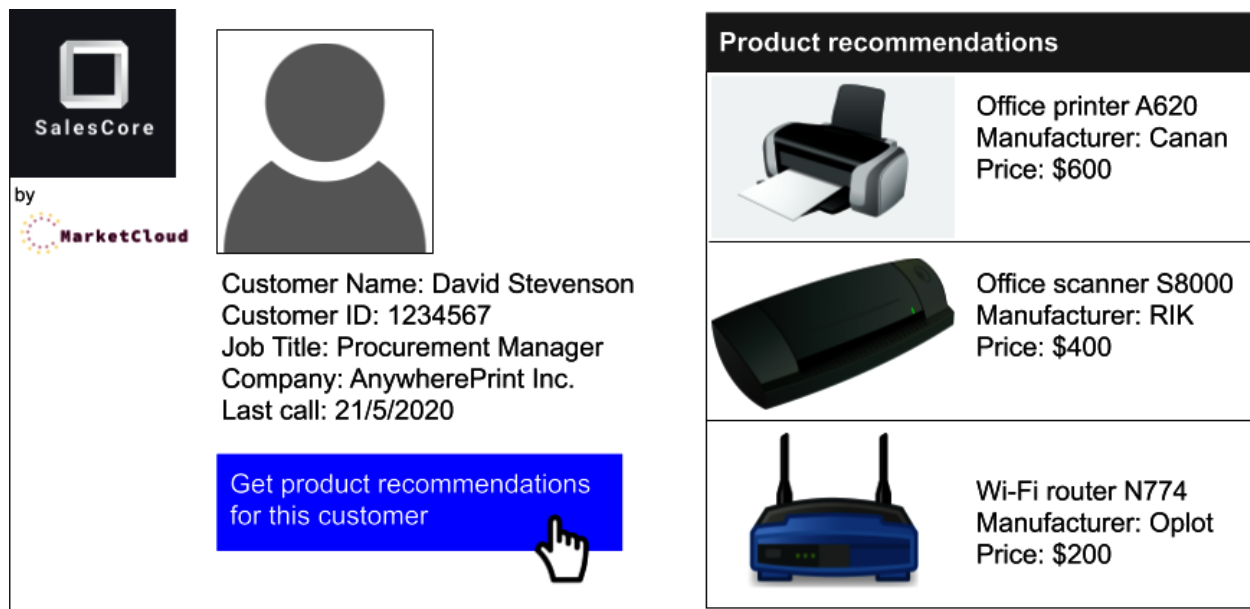 SalesCore
by
MarketCloud
Customer Name: David Stevenson
Customer ID: 1234567
Job Title: Procurement Manager
Company: AnywherePrint Inc.
Last call: 21/5/2020
Get product recommendations
for this customer
Product recommendations
Office printer A620
Manufacturer: Canan
Price: $600
Office scanner S8000
Manufacturer: RIK
Price: $400
Wi-Fi router N774
Manufacturer: Oplot
Price: $200